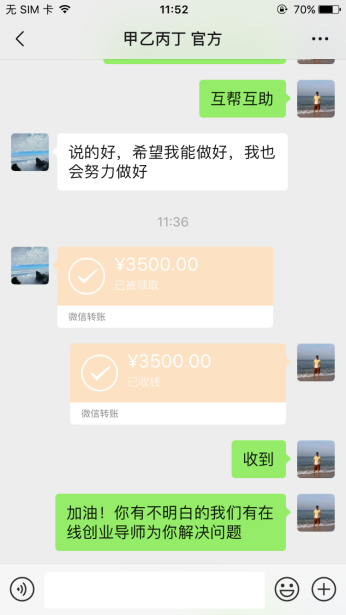 无 SIM 卡 11:52 70%
甲乙丙丁 官方
互帮互助
说的好，希望我能做好，我也
会努力做好
11:36
¥3500.00
已被领取
微信转账
¥3500.00
已收钱
微信转账
收到
加油！你有不明白的我们有在
线创业导师为你解决问题